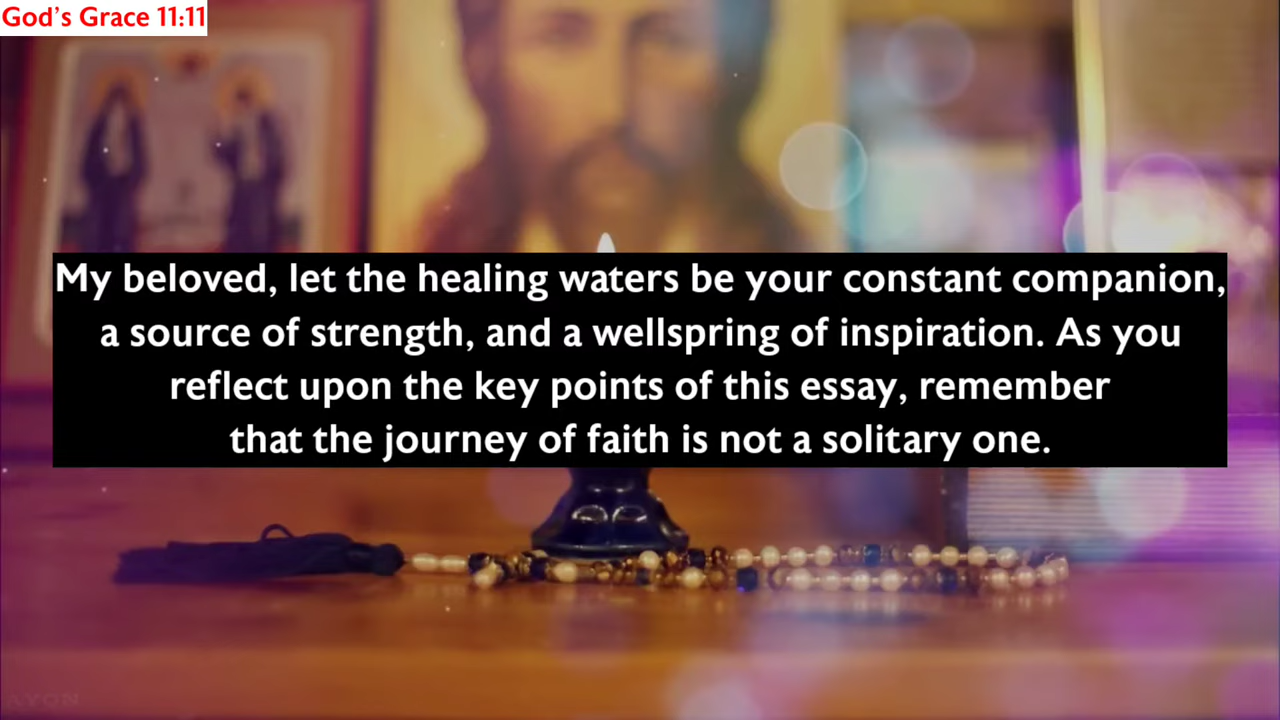 God's Grace 11:11
My beloved, let the healing waters be your constant companion,
a source of strength, and a wellspring of inspiration. As you
reflect upon the key points of this essay, remember
that the journey of faith is not a solitary one.